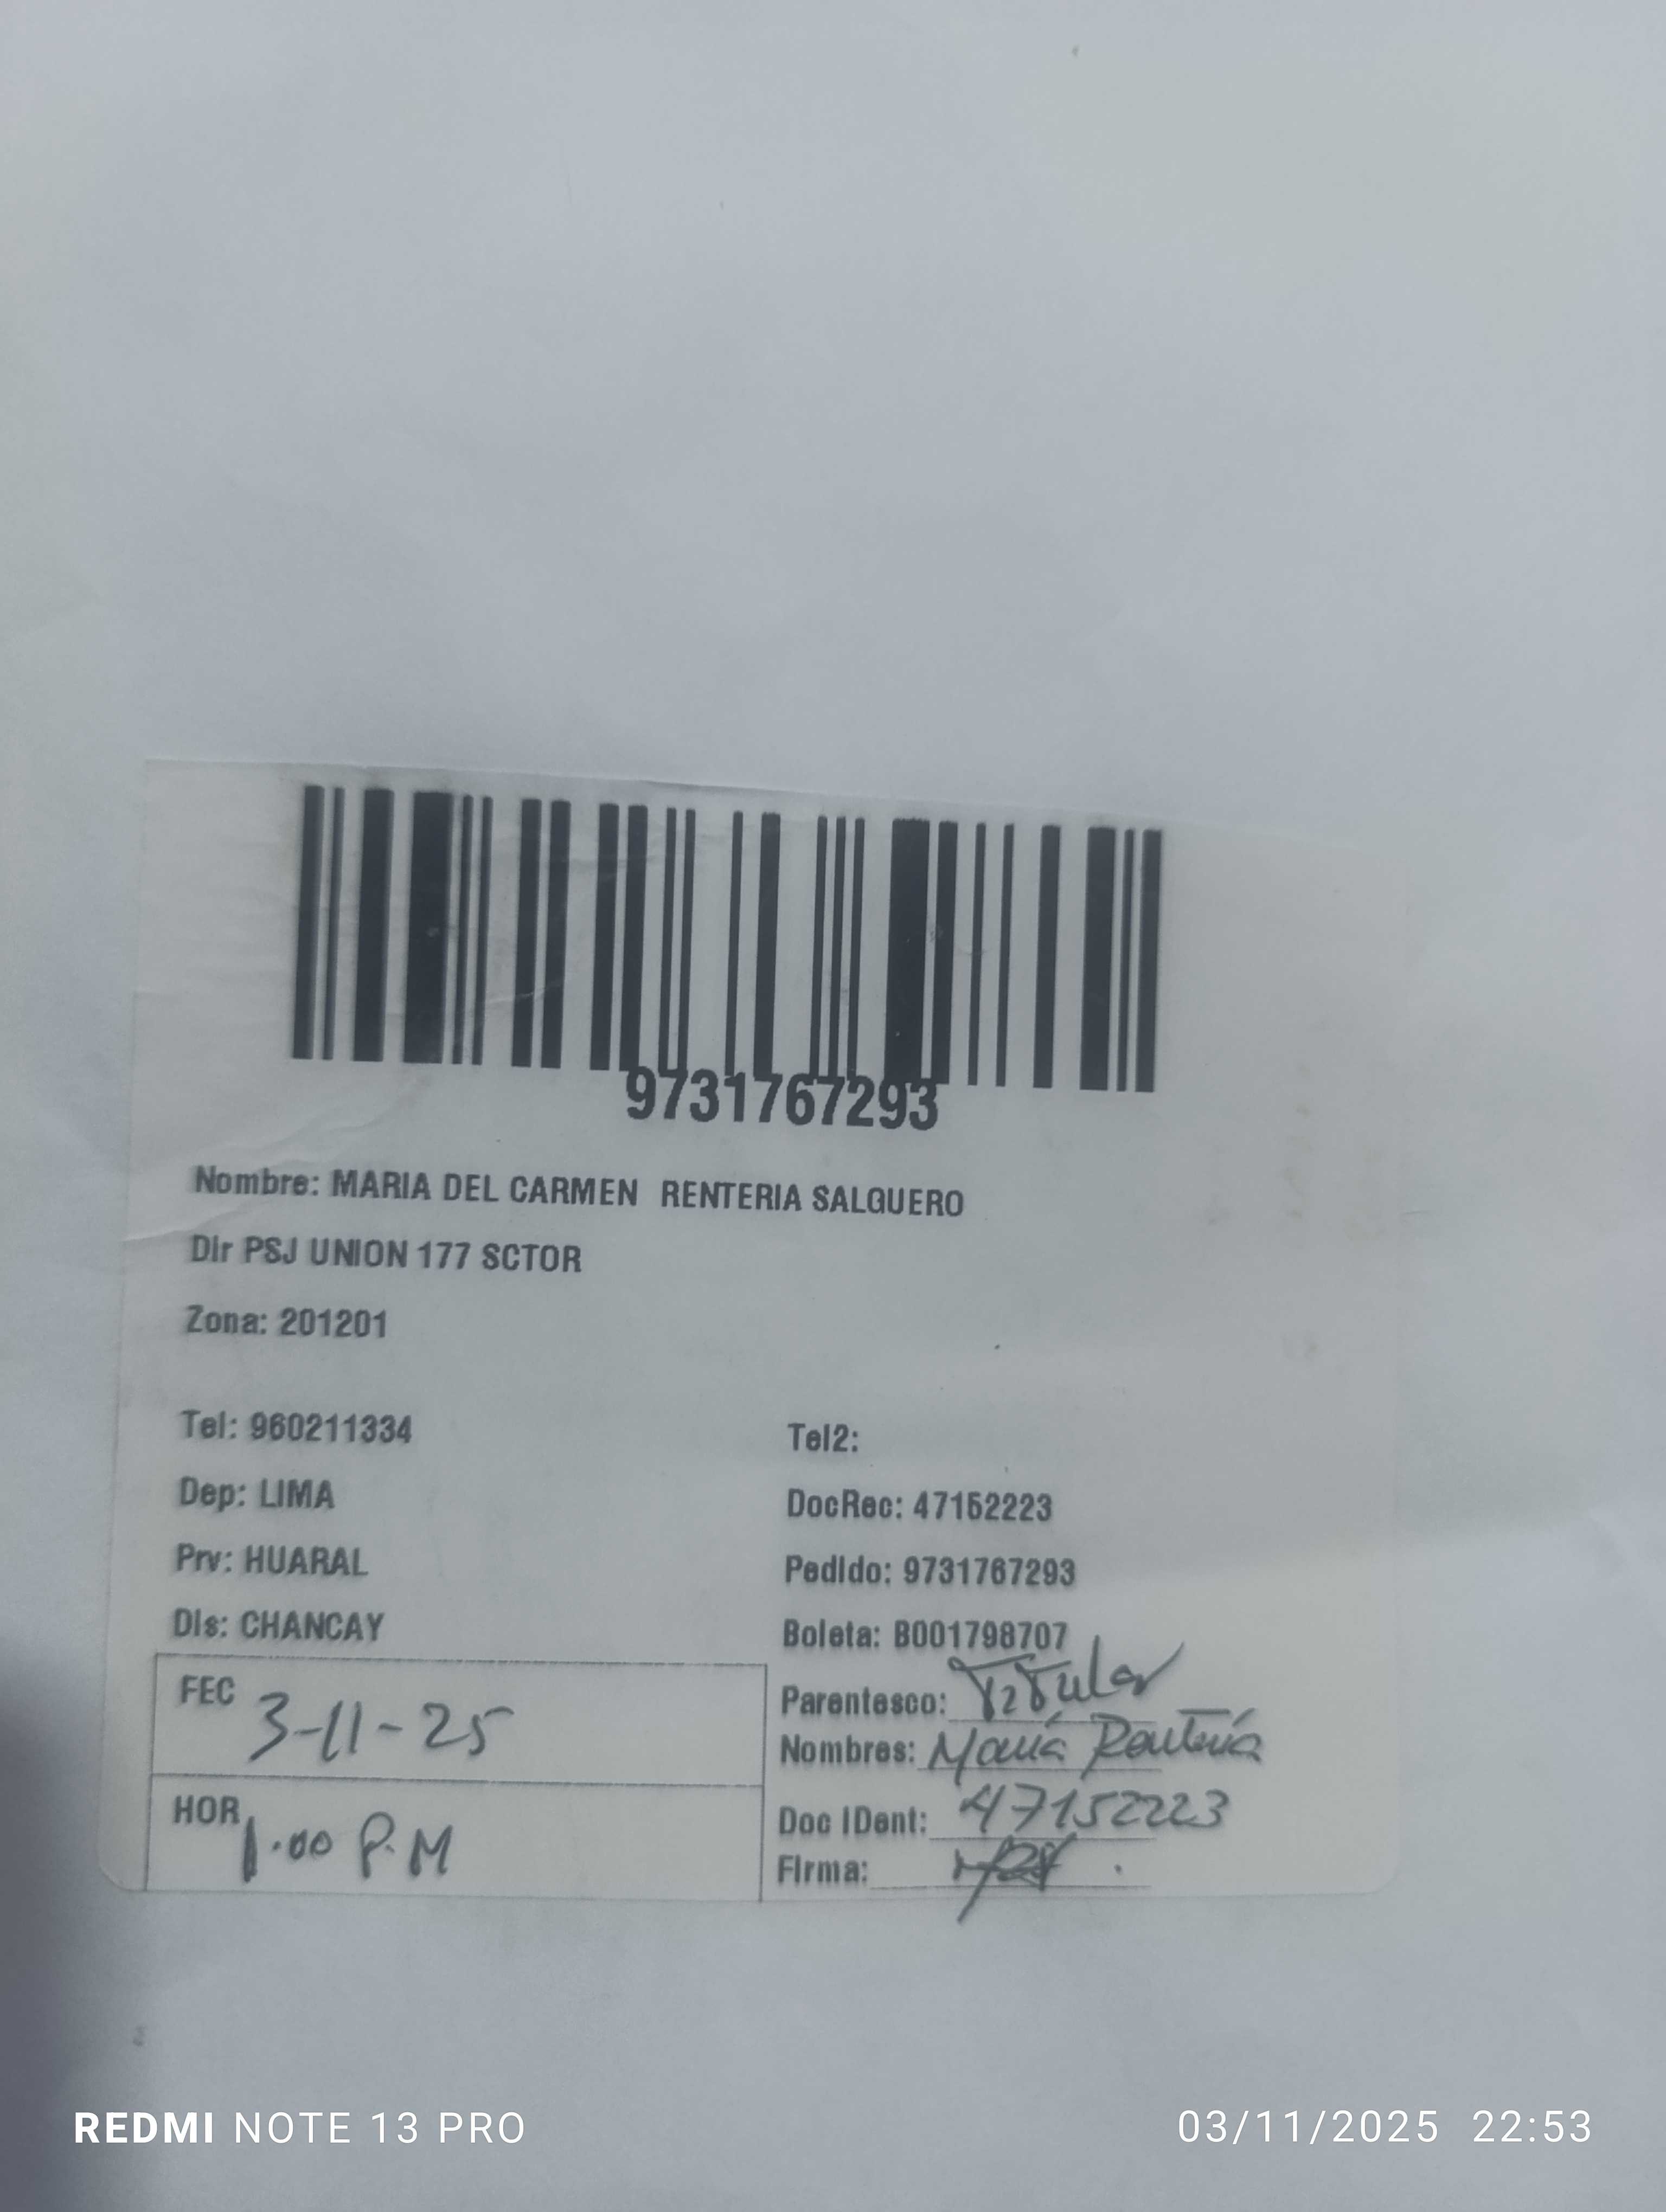 9731767293
Nombre: MARIA DEL CARMEN RENTERIA SALGUERO
Dir PSJ UNION 177 SCTOR
Zona: 201201
Tel: 960211334
Tel2:
Dep: LIMA
DocRec: 47152223
Prv: HUARAL
Pedido: 9731767293
Dis: CHANCAY
Boleta: B001798707
FEC 3-11-25
Parentesco: Titular
Nombres: María Rentería
HOR 1.00 P.M
Doc IDent: 47152223
Firma:
REDMI NOTE 13 PRO
03/11/2025 22:53